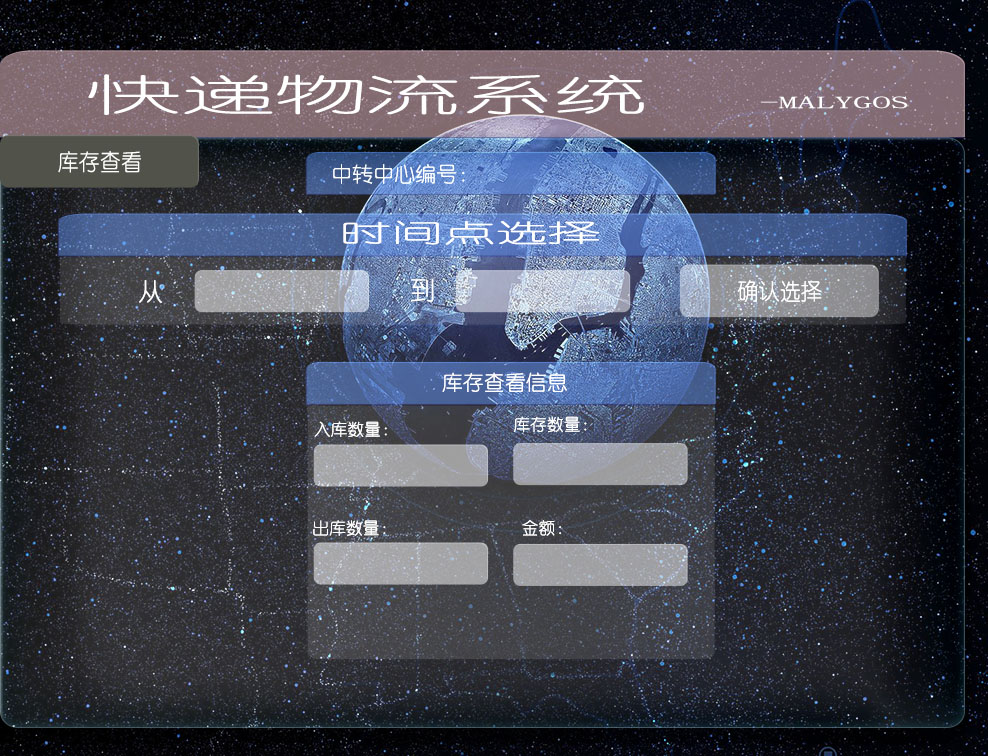 快递物流系统
—MALYGOS
库存查看
中转中心编号:
时间点选择
从 到 确认选择
库存查看信息
入库数量: 库存数量:
出库数量: 金额: